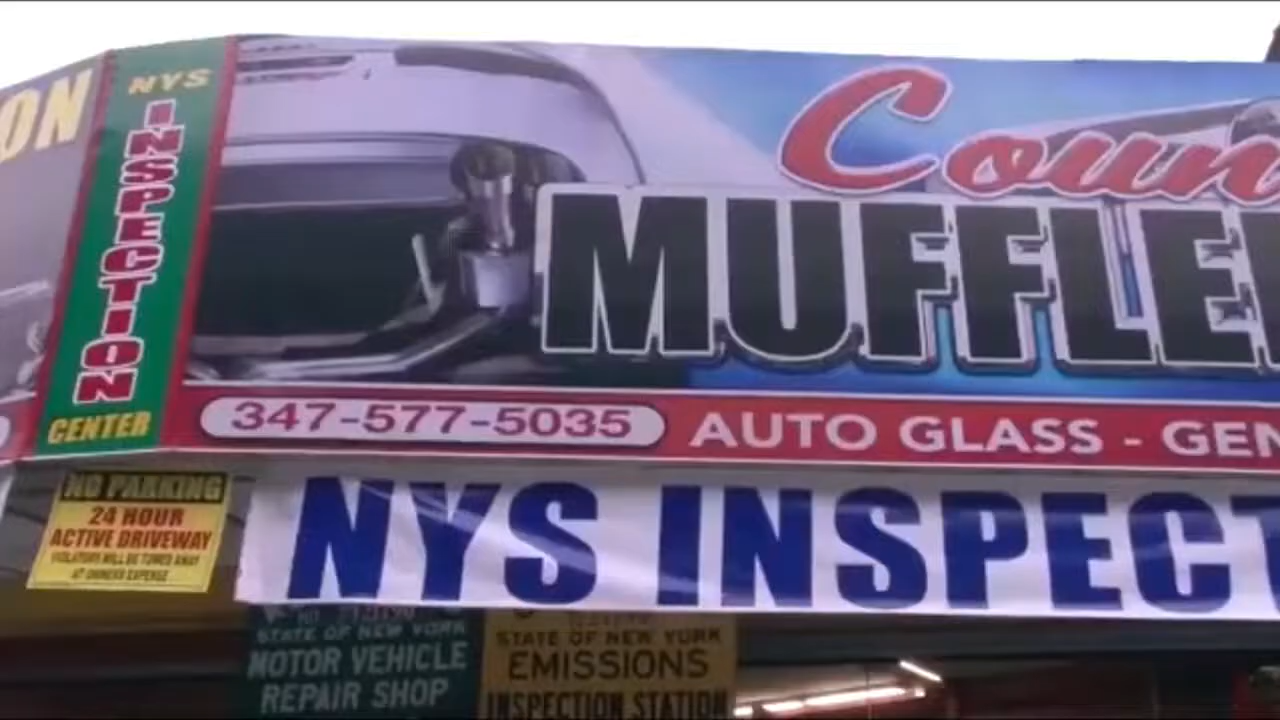 ON
NYS
INSPECTION
CENTER
Coun
MUFFLE
347-577-5035
AUTO GLASS - GEN
NO PARKING
24 HOUR
ACTIVE DRIVEWAY
VIOLATORS WILL BE TOWED AWAY
AT OWNERS EXPENSE
NYS INSPECT
STATE OF NEW YORK
MOTOR VEHICLE
REPAIR SHOP
STATE OF NEW YORK
EMISSIONS
INSPECTION STATION